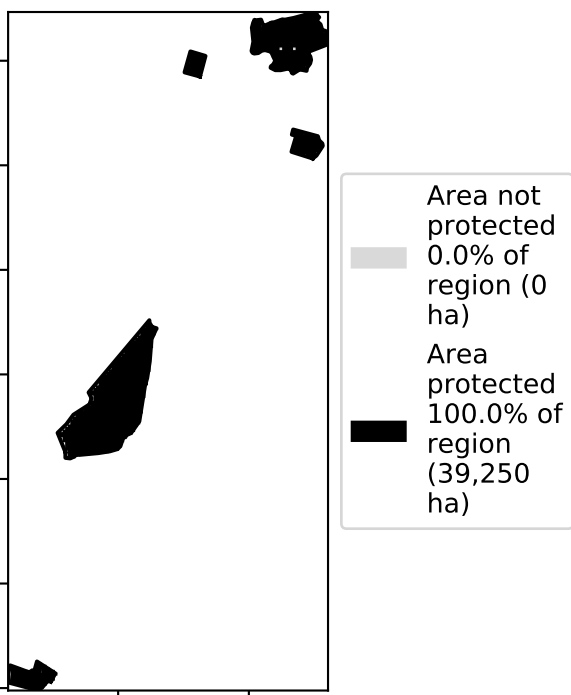 Area not
protected
0.0% of
region (0
ha)
Area
protected
100.0% of
region
(39,250
ha)